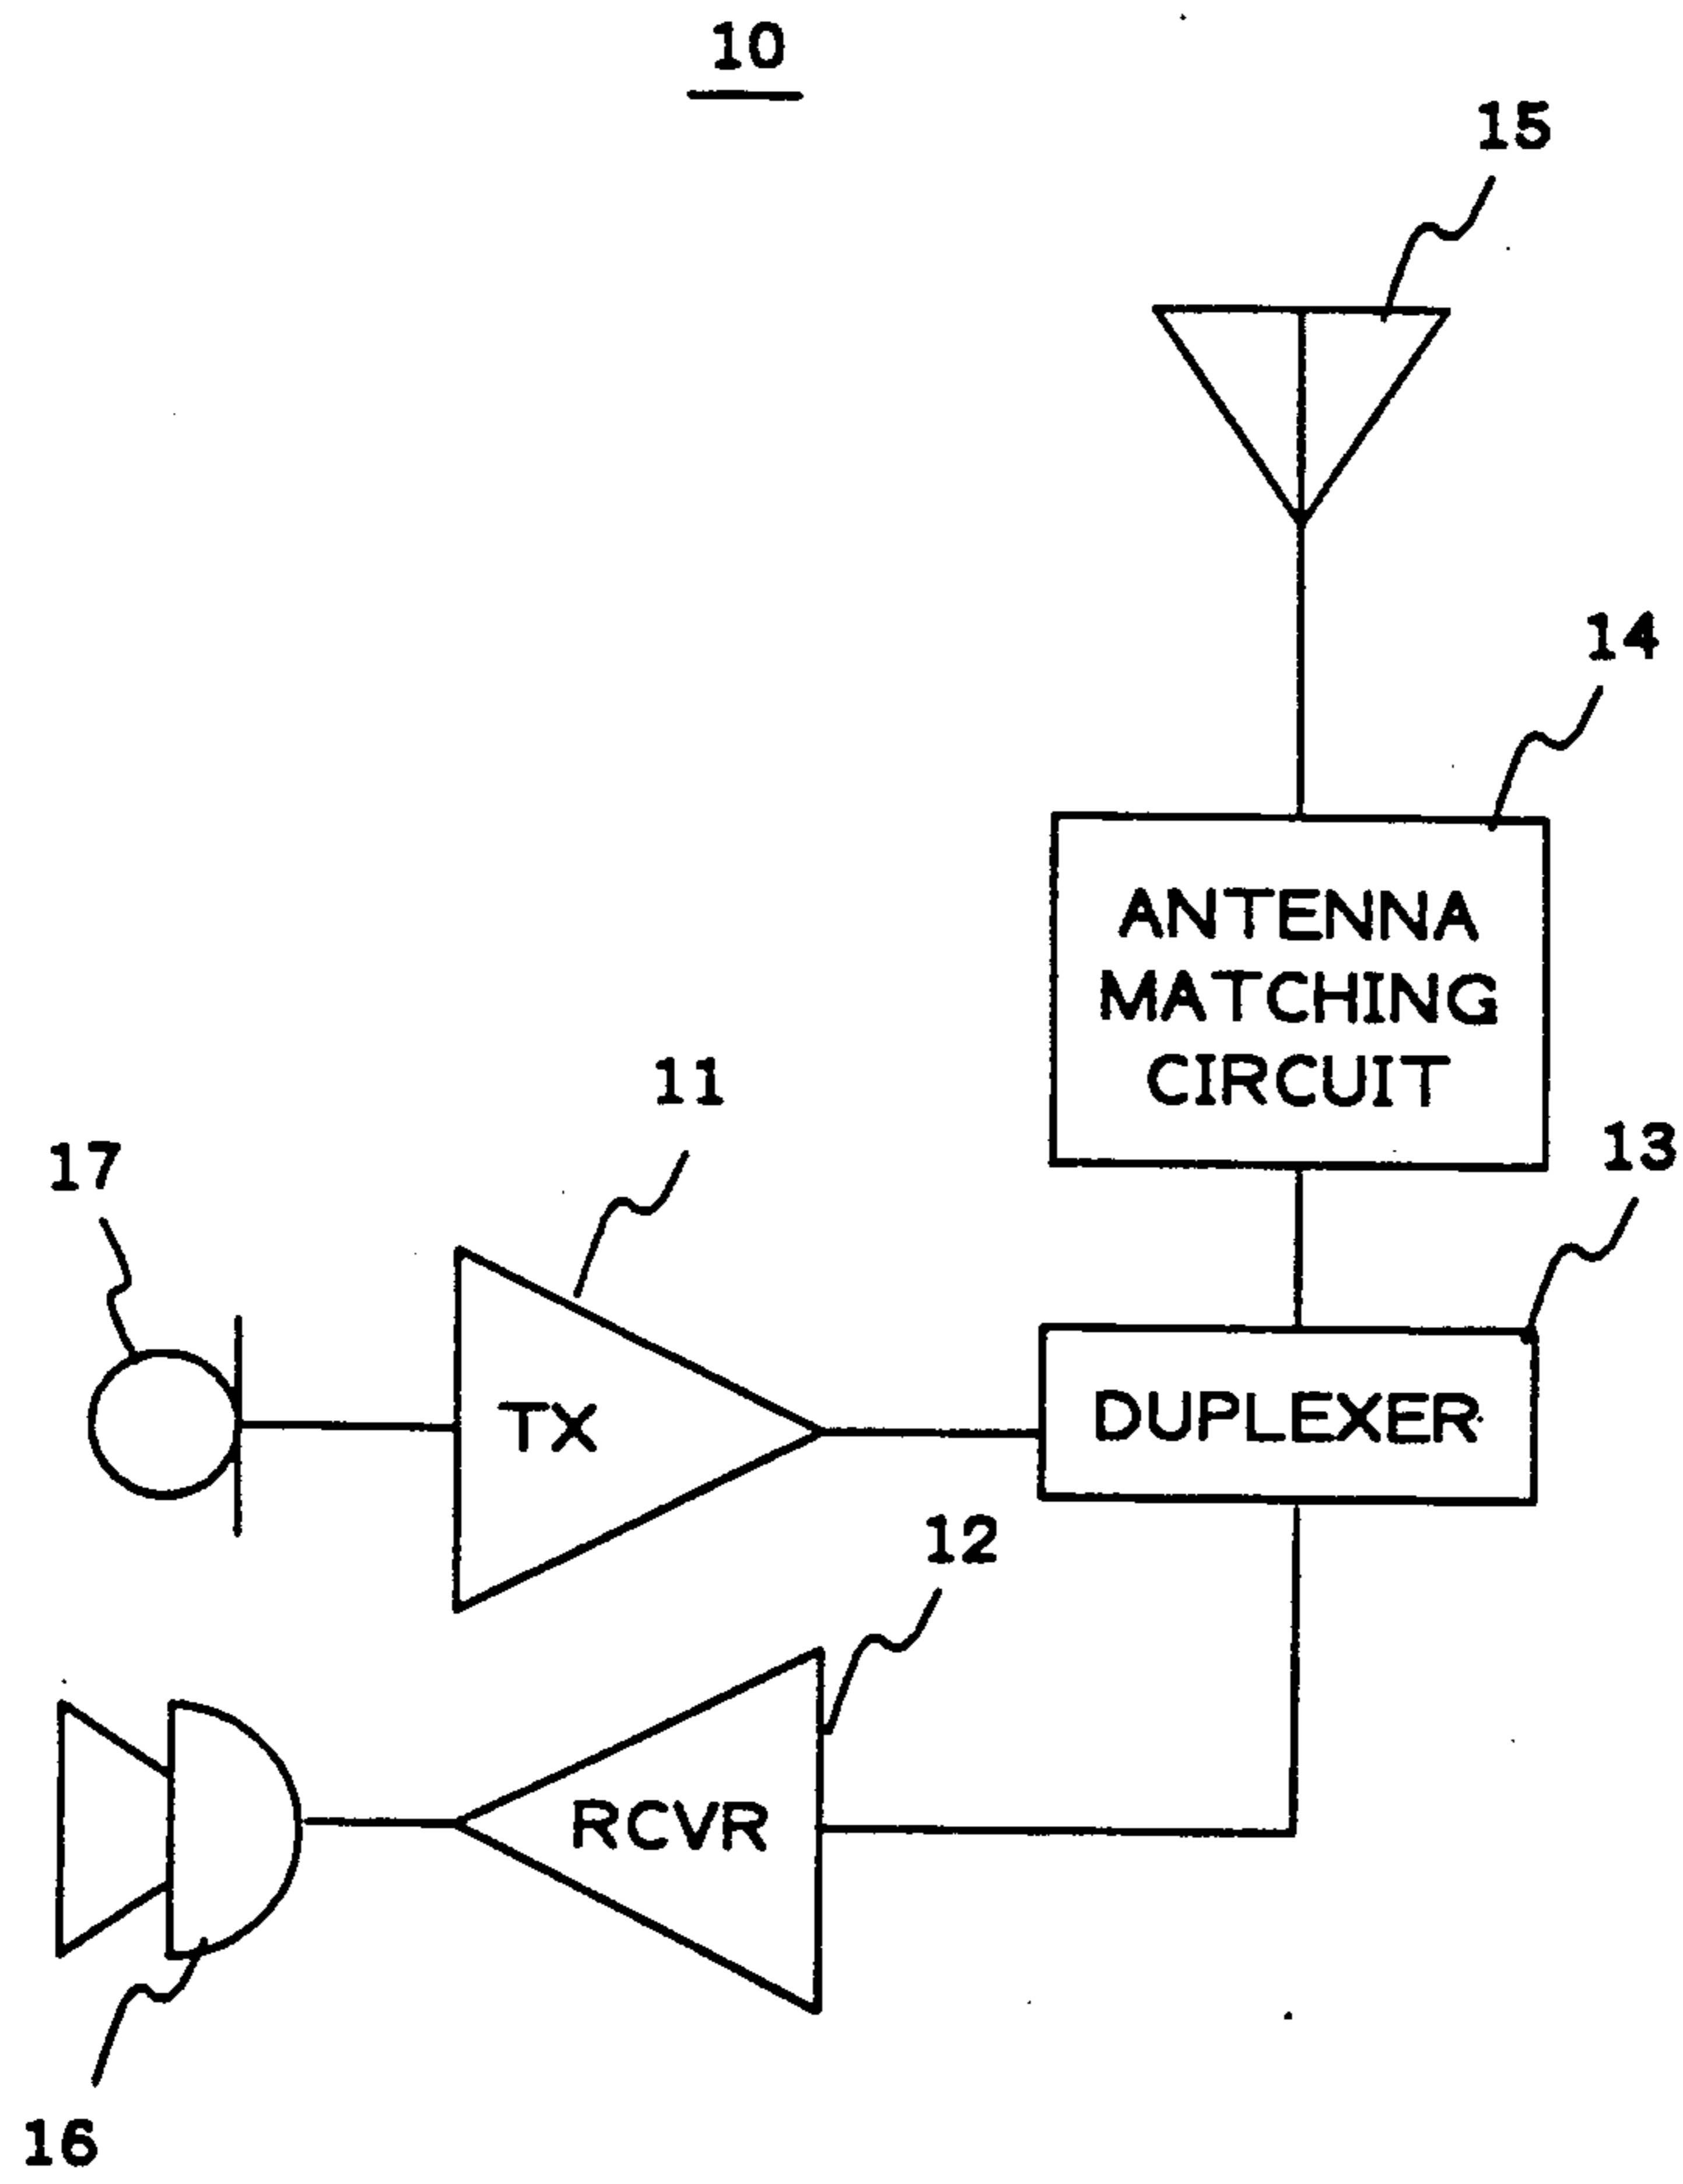 10
15
14
ANTENNA
MATCHING
CIRCUIT
11
13
17
TX
DUPLEXER
12
RCVR
16